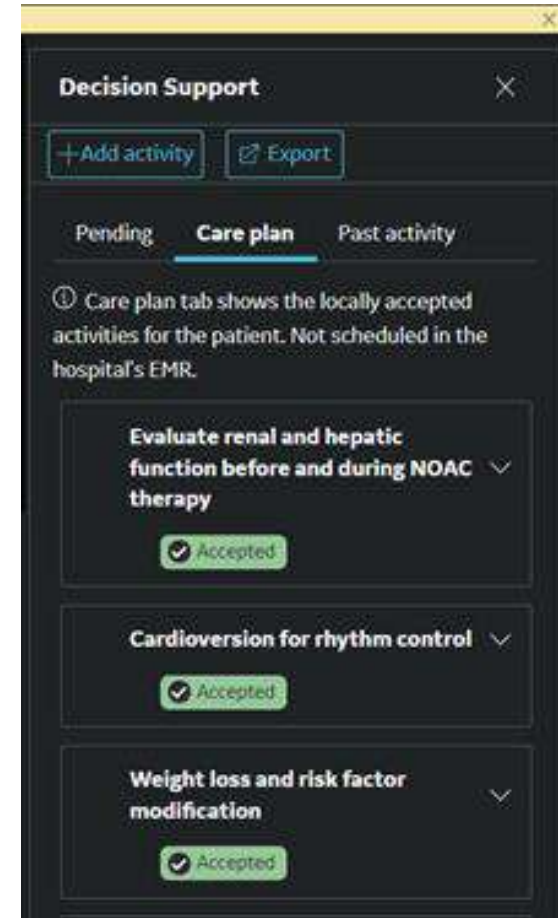 Decision Support
+Add activity
Export
Pending
Care plan
Past activity
Care plan tab shows the locally accepted
activities for the patient. Not scheduled in the
hospital's EMR.
Evaluate renal and hepatic
function before and during NOAC
therapy
Accepted
Cardioversion for rhythm control
Accepted
Weight loss and risk factor
modification
Accepted